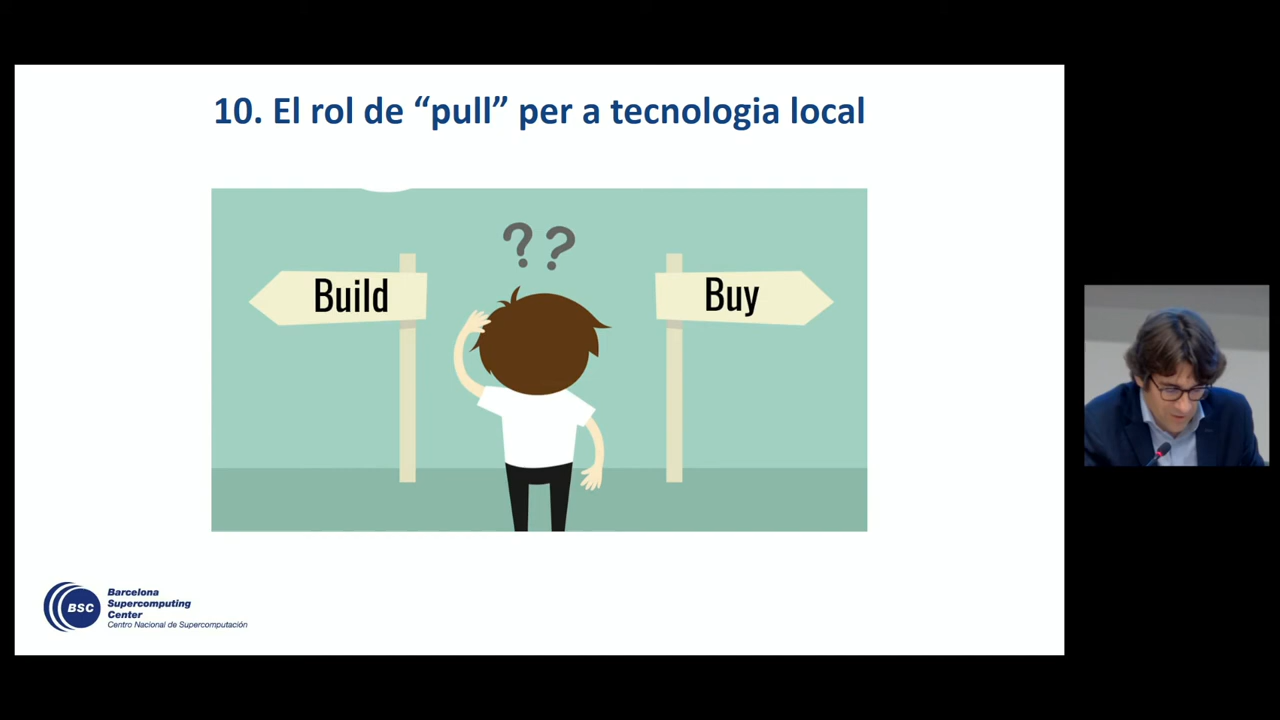 10. El rol de “pull” per a tecnologia local
??
Build
Buy
BSC
Barcelona
Supercomputing
Center
Centro Nacional de Supercomputación